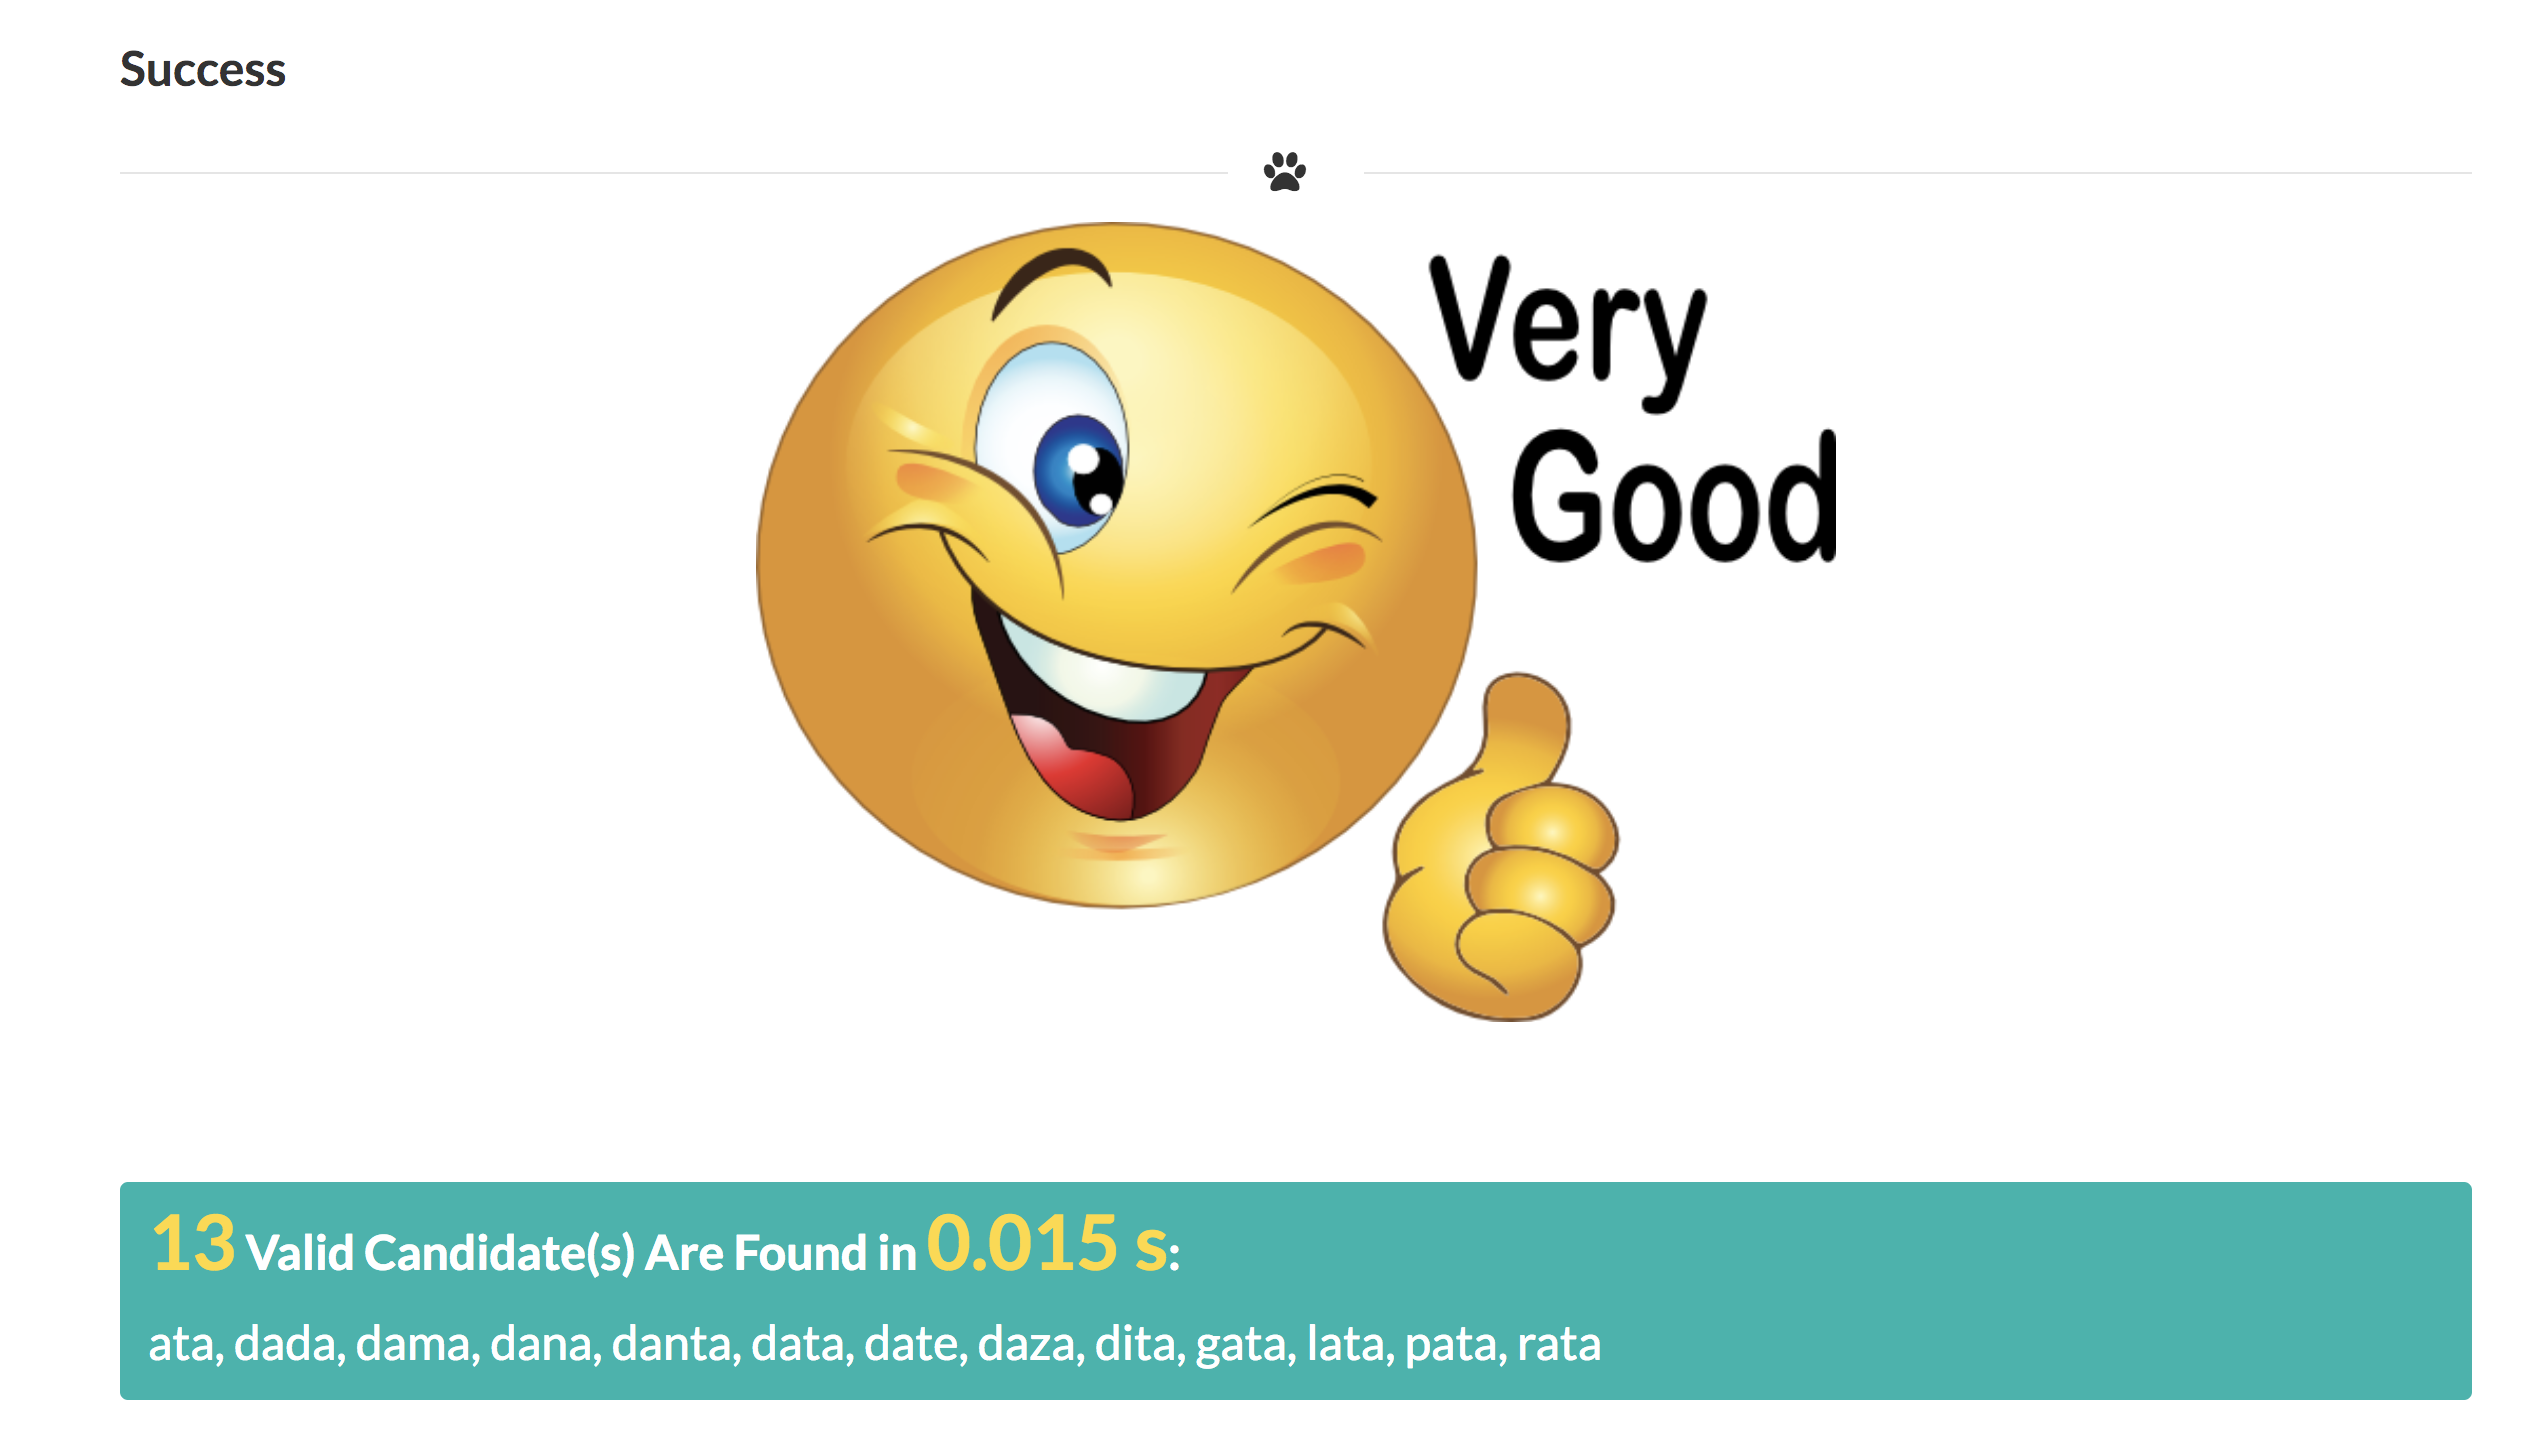 Success
Very
Good
13 Valid Candidate(s) Are Found in 0.015 s:
ata, dada, dama, dana, danta, data, date, daza, dita, gata, lata, pata, rata